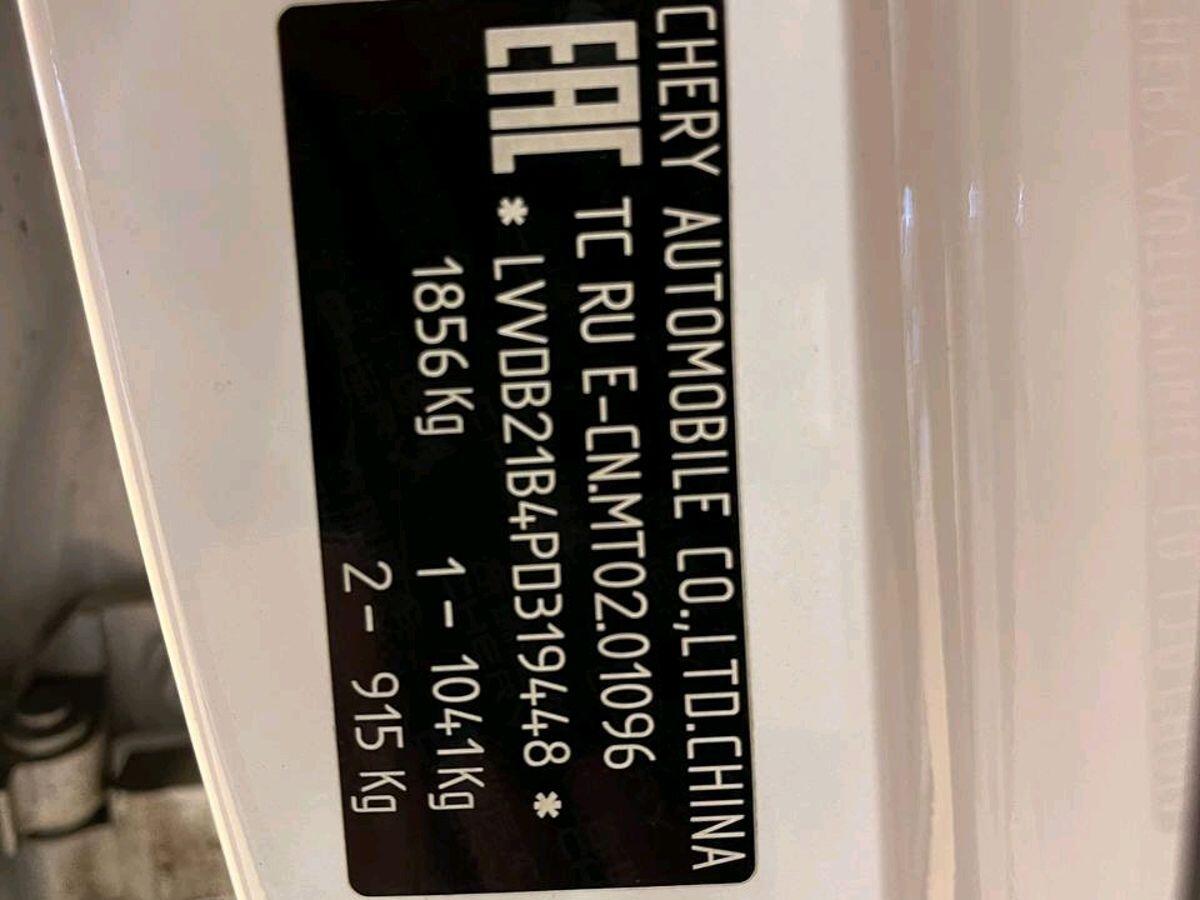 CHERY AUTOMOBILE CO.,LTD.CHINA
EAC TC RU E-CN.MT02.01096
* LVVDB21B4PD319448 *
1856 Kg 1 - 1041 Kg
2 - 915 Kg